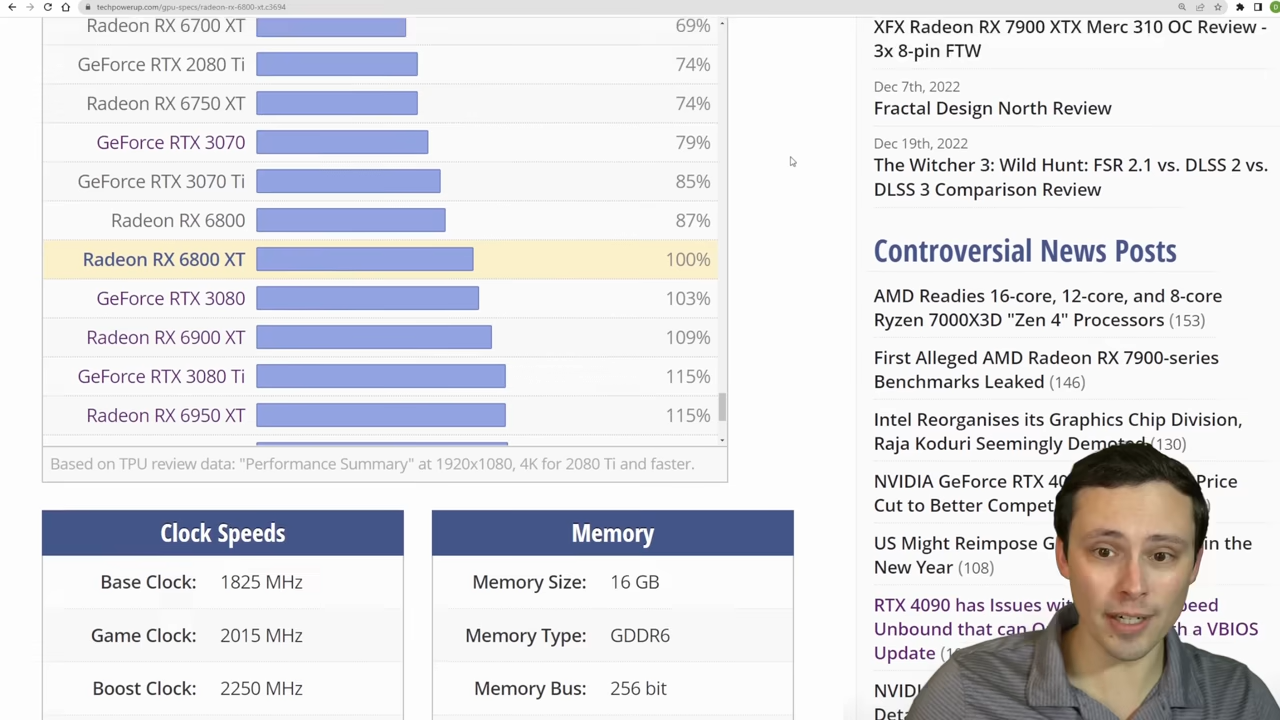 techpowerup.com/gpu-specs/radeon-rx-6800-xt.c3694
Radeon RX 6700 XT 69%
GeForce RTX 2080 Ti 74%
Radeon RX 6750 XT 74%
GeForce RTX 3070 79%
GeForce RTX 3070 Ti 85%
Radeon RX 6800 87%
Radeon RX 6800 XT 100%
GeForce RTX 3080 103%
Radeon RX 6900 XT 109%
GeForce RTX 3080 Ti 115%
Radeon RX 6950 XT 115%
Based on TPU review data: "Performance Summary" at 1920x1080, 4K for 2080 Ti and faster.
Clock Speeds
Base Clock: 1825 MHz
Game Clock: 2015 MHz
Boost Clock: 2250 MHz
Memory
Memory Size: 16 GB
Memory Type: GDDR6
Memory Bus: 256 bit
XFX Radeon RX 7900 XTX Merc 310 OC Review -
3x 8-pin FTW
Dec 7th, 2022
Fractal Design North Review
Dec 19th, 2022
The Witcher 3: Wild Hunt: FSR 2.1 vs. DLSS 2 vs.
DLSS 3 Comparison Review
Controversial News Posts
AMD Readies 16-core, 12-core, and 8-core
Ryzen 7000X3D "Zen 4" Processors (153)
First Alleged AMD Radeon RX 7900-series
Benchmarks Leaked (146)
Intel Reorganises its Graphics Chip Division,
Raja Koduri Seemingly Demoted (130)
NVIDIA GeForce RTX Price
Cut to Better
US Might Reimpose in the
New Year (108)
RTX 4090 has Issues
Unbound that can a VBIOS
Update